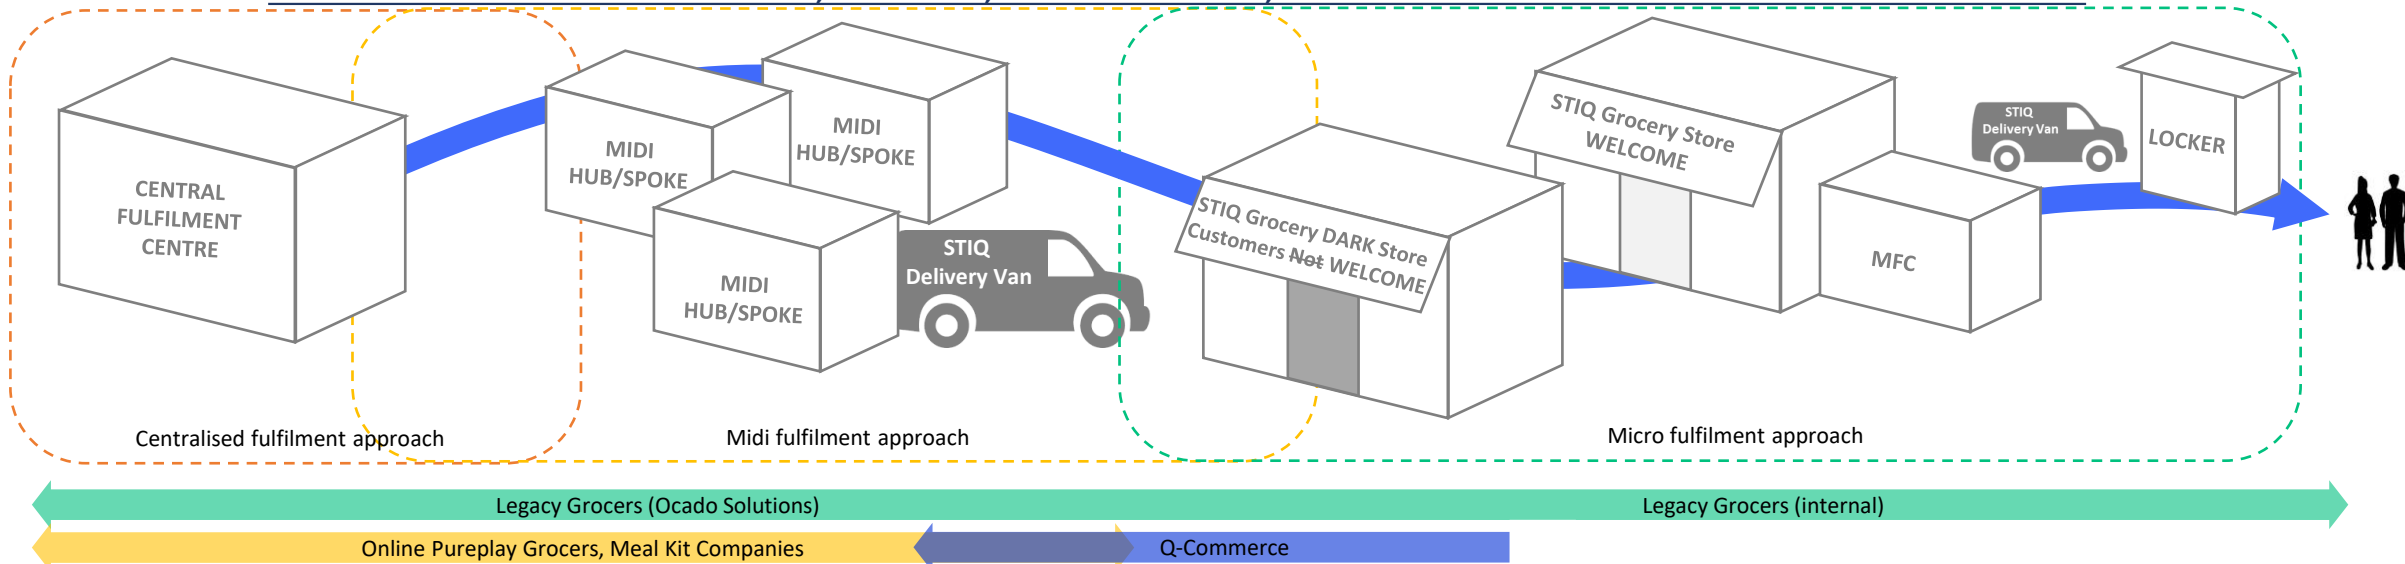 CENTRAL
FULFILMENT
CENTRE
MIDI
HUB/SPOKE
MIDI
HUB/SPOKE
MIDI
HUB/SPOKE
STIQ
Delivery Van
STIQ Grocery DARK Store
Customers Not WELCOME
STIQ Grocery Store
WELCOME
MFC
STIQ
Delivery Van
LOCKER
Centralised fulfilment approach
Midi fulfilment approach
Micro fulfilment approach
Legacy Grocers (Ocado Solutions)
Legacy Grocers (internal)
Online Pureplay Grocers, Meal Kit Companies
Q-Commerce